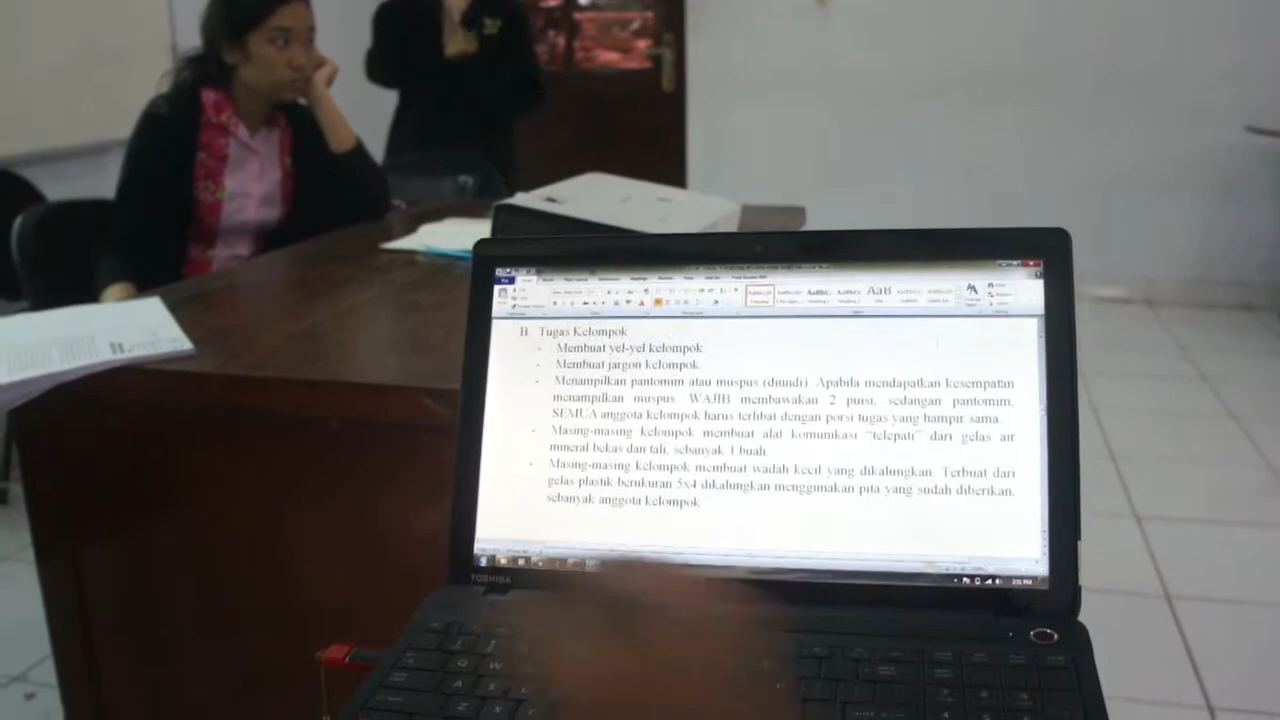 B Tugas Kelompok
- Membuat yel-yel kelompok
- Membuat jargon kelompok
- Menampilkan pantomim atau muspus (diundi). Apabila mendapatkan kesempatan
menampilkan muspus WAJIB membawakan 2 puisi, sedangan pantomim,
SEMUA anggota kelompok harus terlibat dengan porsi tugas yang hampir sama.
- Masing-masing kelompok membuat alat komunikasi "telepati" dari gelas air
mineral bekas dan tali, sebanyak 1 buah
- Masing-masing kelompok membuat wadah kecil yang dikalungkan. Terbuat dari
gelas plastik berukuran 5x4 dikalungkan menggunakan pita yang sudah diberikan,
sebanyak anggota kelompok
TOSHIBA